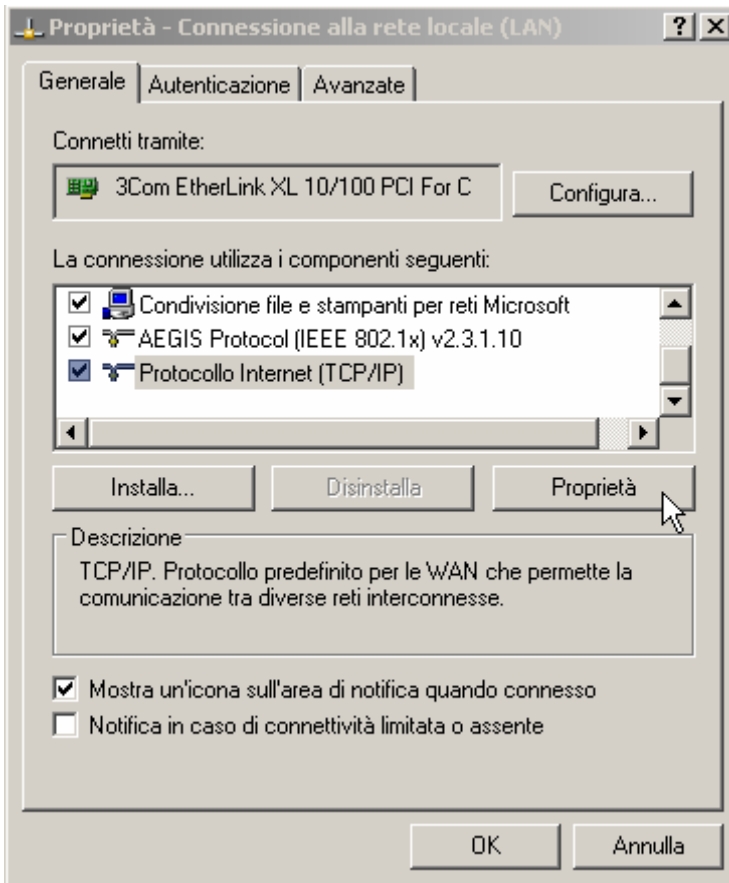 Proprietà - Connessione alla rete locale (LAN)
Generale
Autenticazione
Avanzate
Connetti tramite:
3Com EtherLink XL 10/100 PCI For C
Configura...
La connessione utilizza i componenti seguenti:
Condivisione file e stampanti per reti Microsoft
AEGIS Protocol (IEEE 802.1x) v2.3.1.10
Protocollo Internet (TCP/IP)
Installa...
Disinstalla
Proprietà
Descrizione
TCP/IP. Protocollo predefinito per le WAN che permette la
comunicazione tra diverse reti interconnesse.
Mostra un'icona sull'area di notifica quando connesso
Notifica in caso di connettività limitata o assente
OK
Annulla